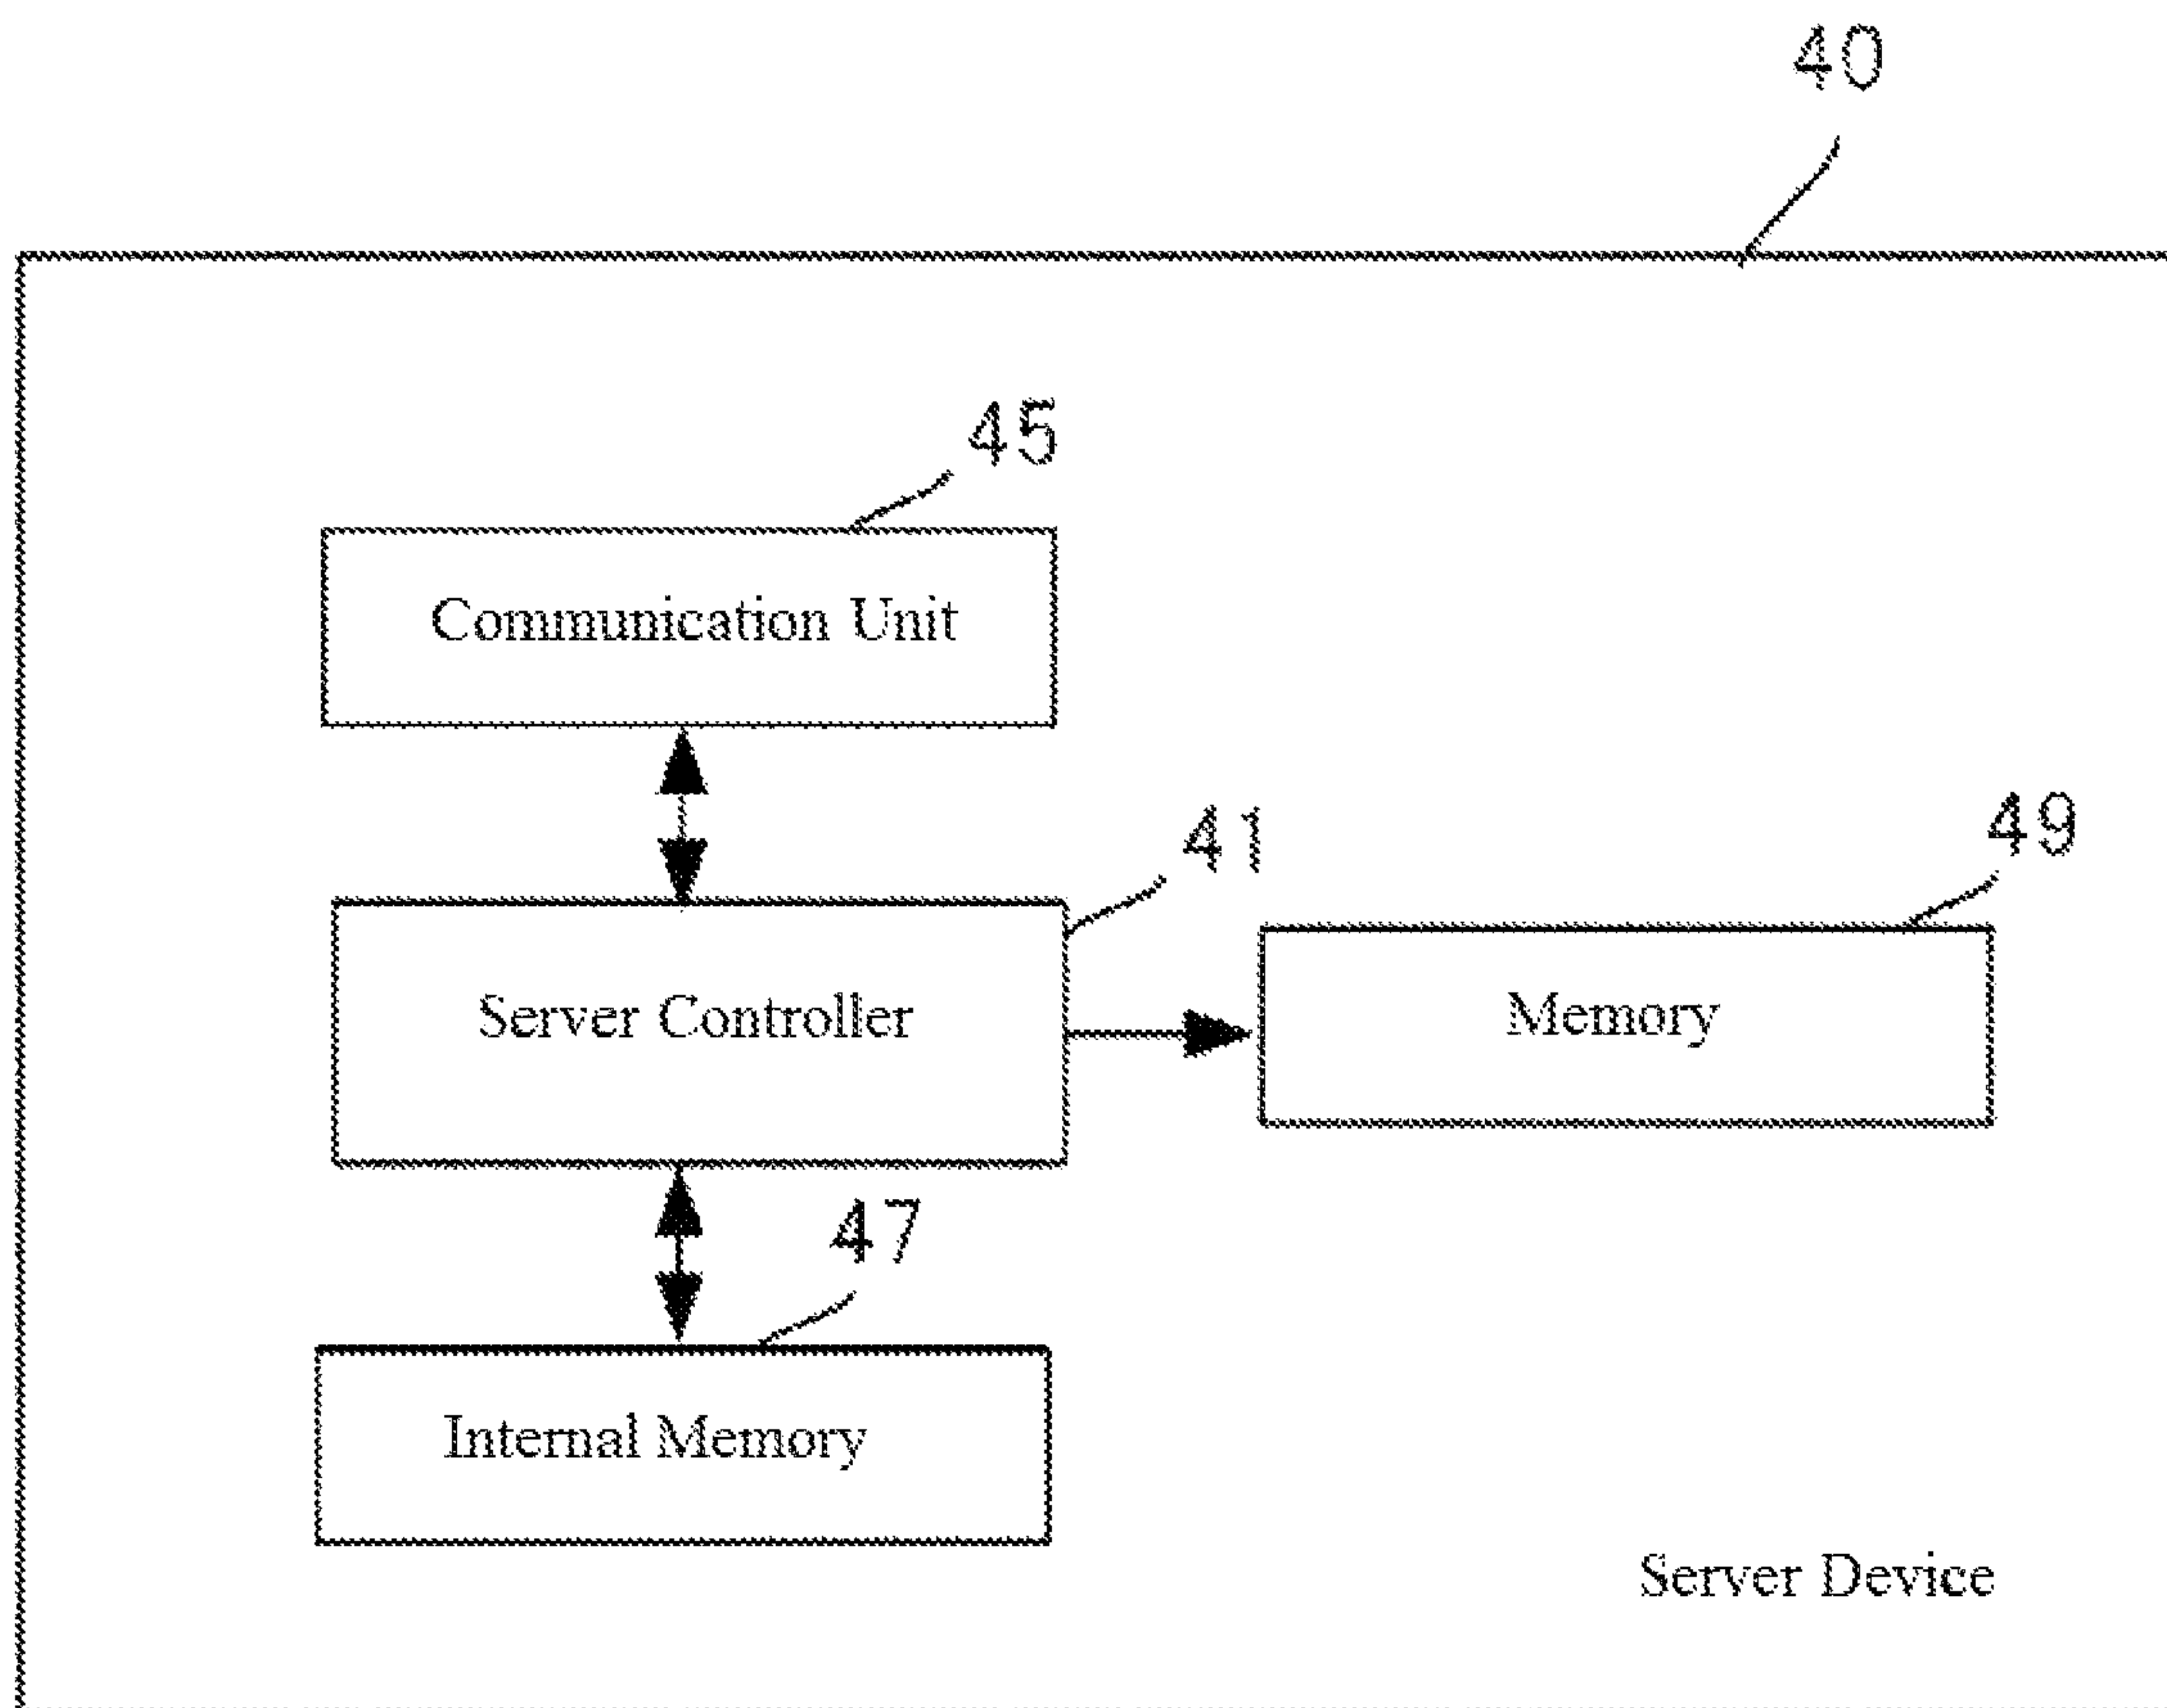 40
45
Communication Unit
41
49
Server Controller
Memory
47
Internal Memory
Server Device